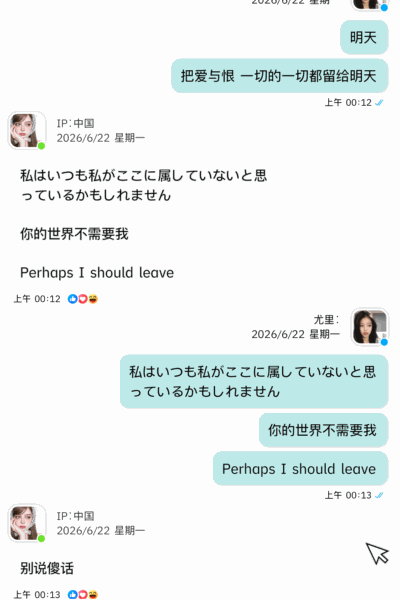 明天
把爱与恨 一切的一切都留给明天
上午 00:12
IP:中国
2026/6/22 星期一
私はいつも私がここに属していないと思
っているかもしれません
你的世界不需要我
Perhaps I should leave
上午 00:12
尤里:
2026/6/22 星期一
私はいつも私がここに属していないと思
っているかもしれません
你的世界不需要我
Perhaps I should leave
上午 00:13
IP:中国
2026/6/22 星期一
别说傻话
上午 00:13